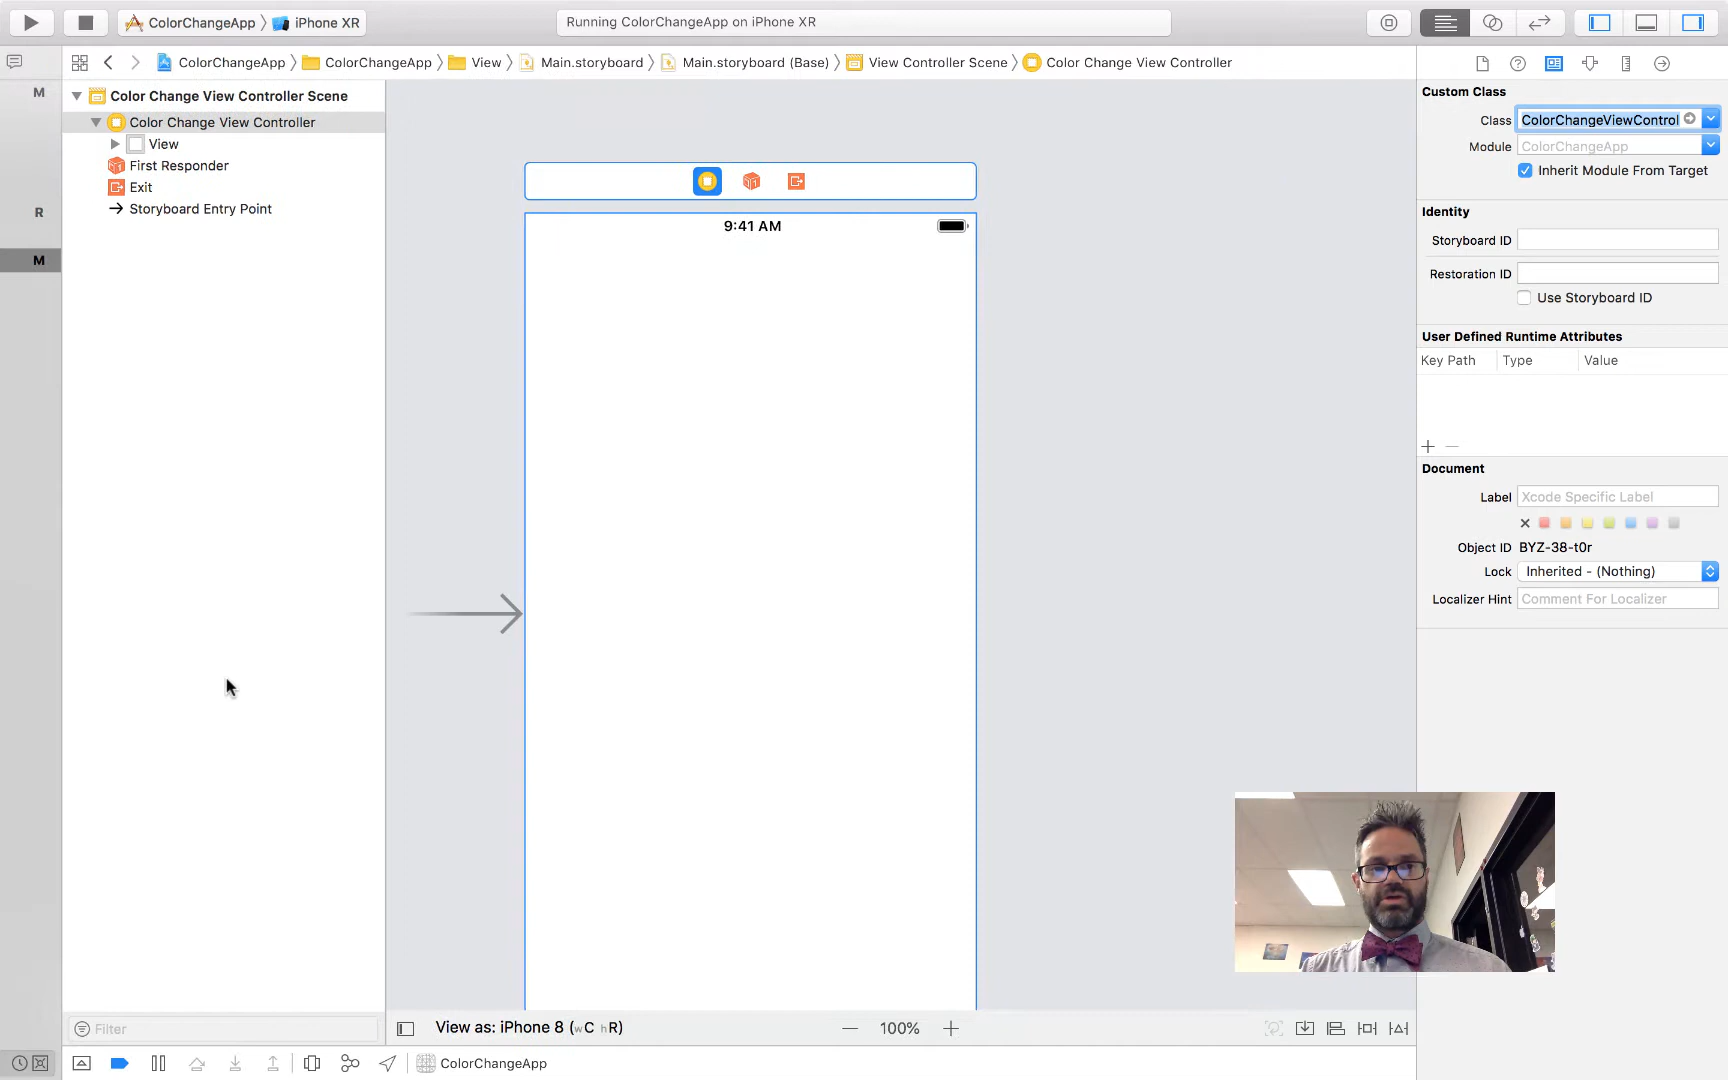 ColorChangeApp iPhone XR Running ColorChangeApp on iPhone XR
ColorChangeApp ColorChangeApp View Main.storyboard Main.storyboard (Base) View Controller Scene Color Change View Controller
M
R
M
Color Change View Controller Scene
Color Change View Controller
View
First Responder
Exit
Storyboard Entry Point
Filter
9:41 AM
View as: iPhone 8 (wC hR) 100%
ColorChangeApp
Custom Class
Class ColorChangeViewControl
Module ColorChangeApp
Inherit Module From Target
Identity
Storyboard ID
Restoration ID
Use Storyboard ID
User Defined Runtime Attributes
Key Path Type Value
Document
Label Xcode Specific Label
Object ID BYZ-38-t0r
Lock Inherited - (Nothing)
Localizer Hint Comment For Localizer